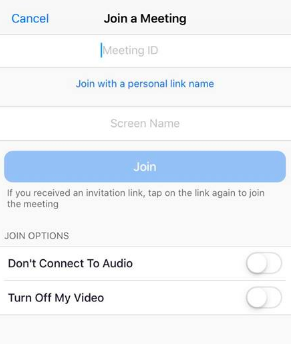 Cancel Join a Meeting
Meeting ID
Join with a personal link name
Screen Name
Join
If you received an invitation link, tap on the link again to join
the meeting
JOIN OPTIONS
Don't Connect To Audio
Turn Off My Video